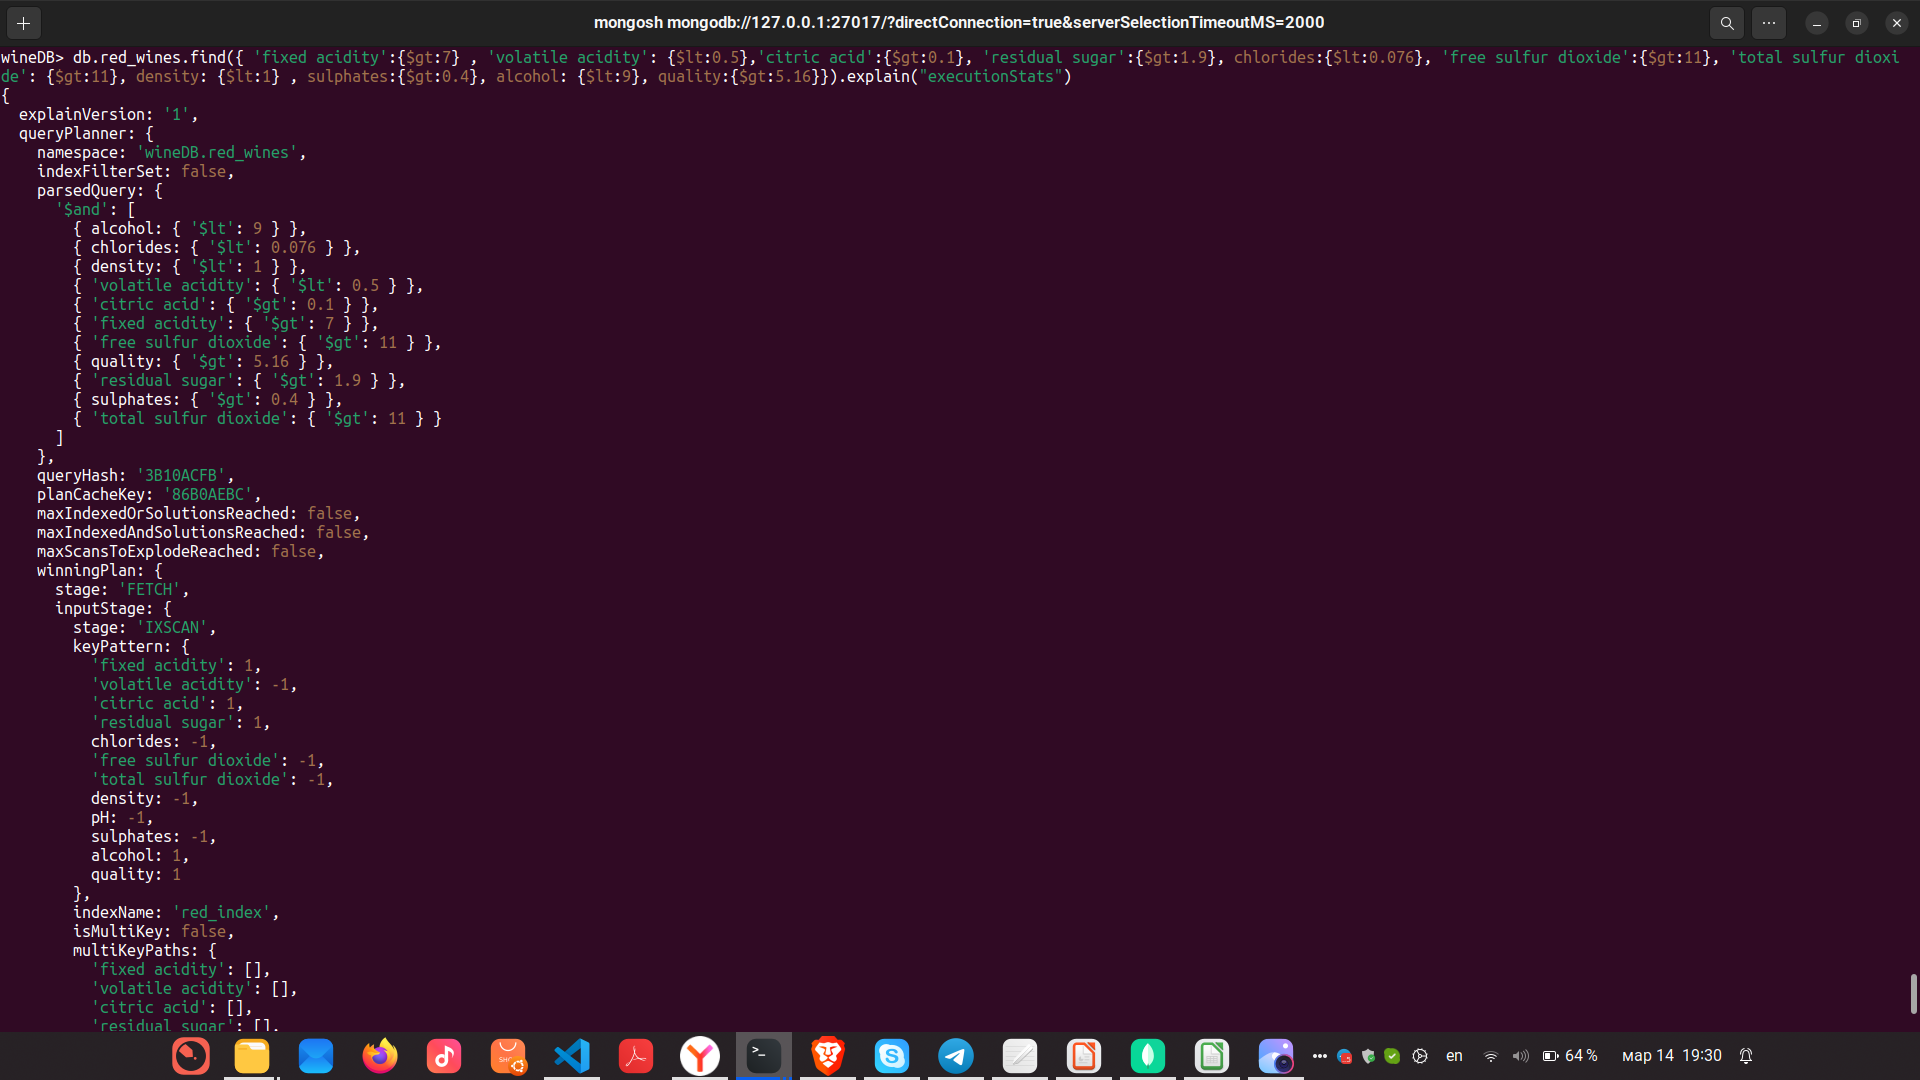 mongosh mongodb://127.0.0.1:27017/?directConnection=true&serverSelectionTimeoutMS=2000
wineDB> db.red_wines.find({ 'fixed acidity':{$gt:7} , 'volatile acidity': {$lt:0.5},'citric acid':{$gt:0.1}, 'residual sugar':{$gt:1.9}, chlorides:{$lt:0.076}, 'free sulfur dioxide':{$gt:11}, 'total sulfur dioxi
de': {$gt:11}, density: {$lt:1} , sulphates:{$gt:0.4}, alcohol: {$lt:9}, quality:{$gt:5.16}}).explain("executionStats")
{
  explainVersion: '1',
  queryPlanner: {
    namespace: 'wineDB.red_wines',
    indexFilterSet: false,
    parsedQuery: {
      '$and': [
        { alcohol: { '$lt': 9 } },
        { chlorides: { '$lt': 0.076 } },
        { density: { '$lt': 1 } },
        { 'volatile acidity': { '$lt': 0.5 } },
        { 'citric acid': { '$gt': 0.1 } },
        { 'fixed acidity': { '$gt': 7 } },
        { 'free sulfur dioxide': { '$gt': 11 } },
        { quality: { '$gt': 5.16 } },
        { 'residual sugar': { '$gt': 1.9 } },
        { sulphates: { '$gt': 0.4 } },
        { 'total sulfur dioxide': { '$gt': 11 } }
      ]
    },
    queryHash: '3B10ACFB',
    planCacheKey: '86B0AEBC',
    maxIndexedOrSolutionsReached: false,
    maxIndexedAndSolutionsReached: false,
    maxScansToExplodeReached: false,
    winningPlan: {
      stage: 'FETCH',
      inputStage: {
        stage: 'IXSCAN',
        keyPattern: {
          'fixed acidity': 1,
          'volatile acidity': -1,
          'citric acid': 1,
          'residual sugar': 1,
          chlorides: -1,
          'free sulfur dioxide': -1,
          'total sulfur dioxide': -1,
          density: -1,
          pH: -1,
          sulphates: -1,
          alcohol: 1,
          quality: 1
        },
        indexName: 'red_index',
        isMultiKey: false,
        multiKeyPaths: {
          'fixed acidity': [],
          'volatile acidity': [],
          'citric acid': [],
          'residual sugar': [],
en 64 % мар 14 19:30